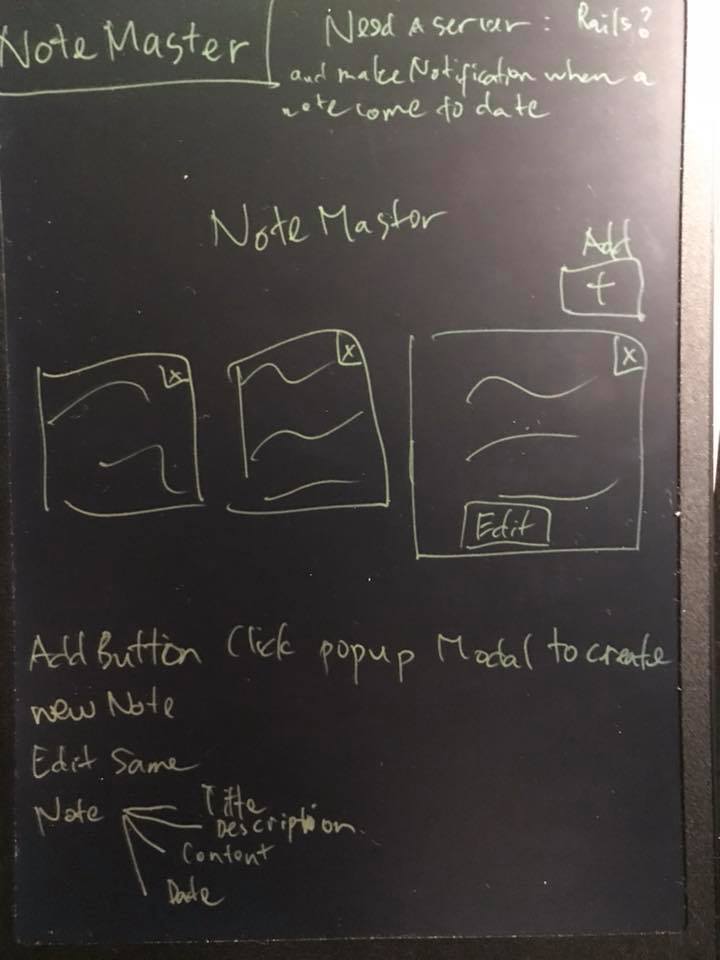 Note Master
Need a server: Rails?
and make Notification when a
note come to date
Note Master
Add
+
x
x
x
Edit
Add Button Click popup Modal to create
new Note
Edit Same
Note
Title
Description
Content
Date